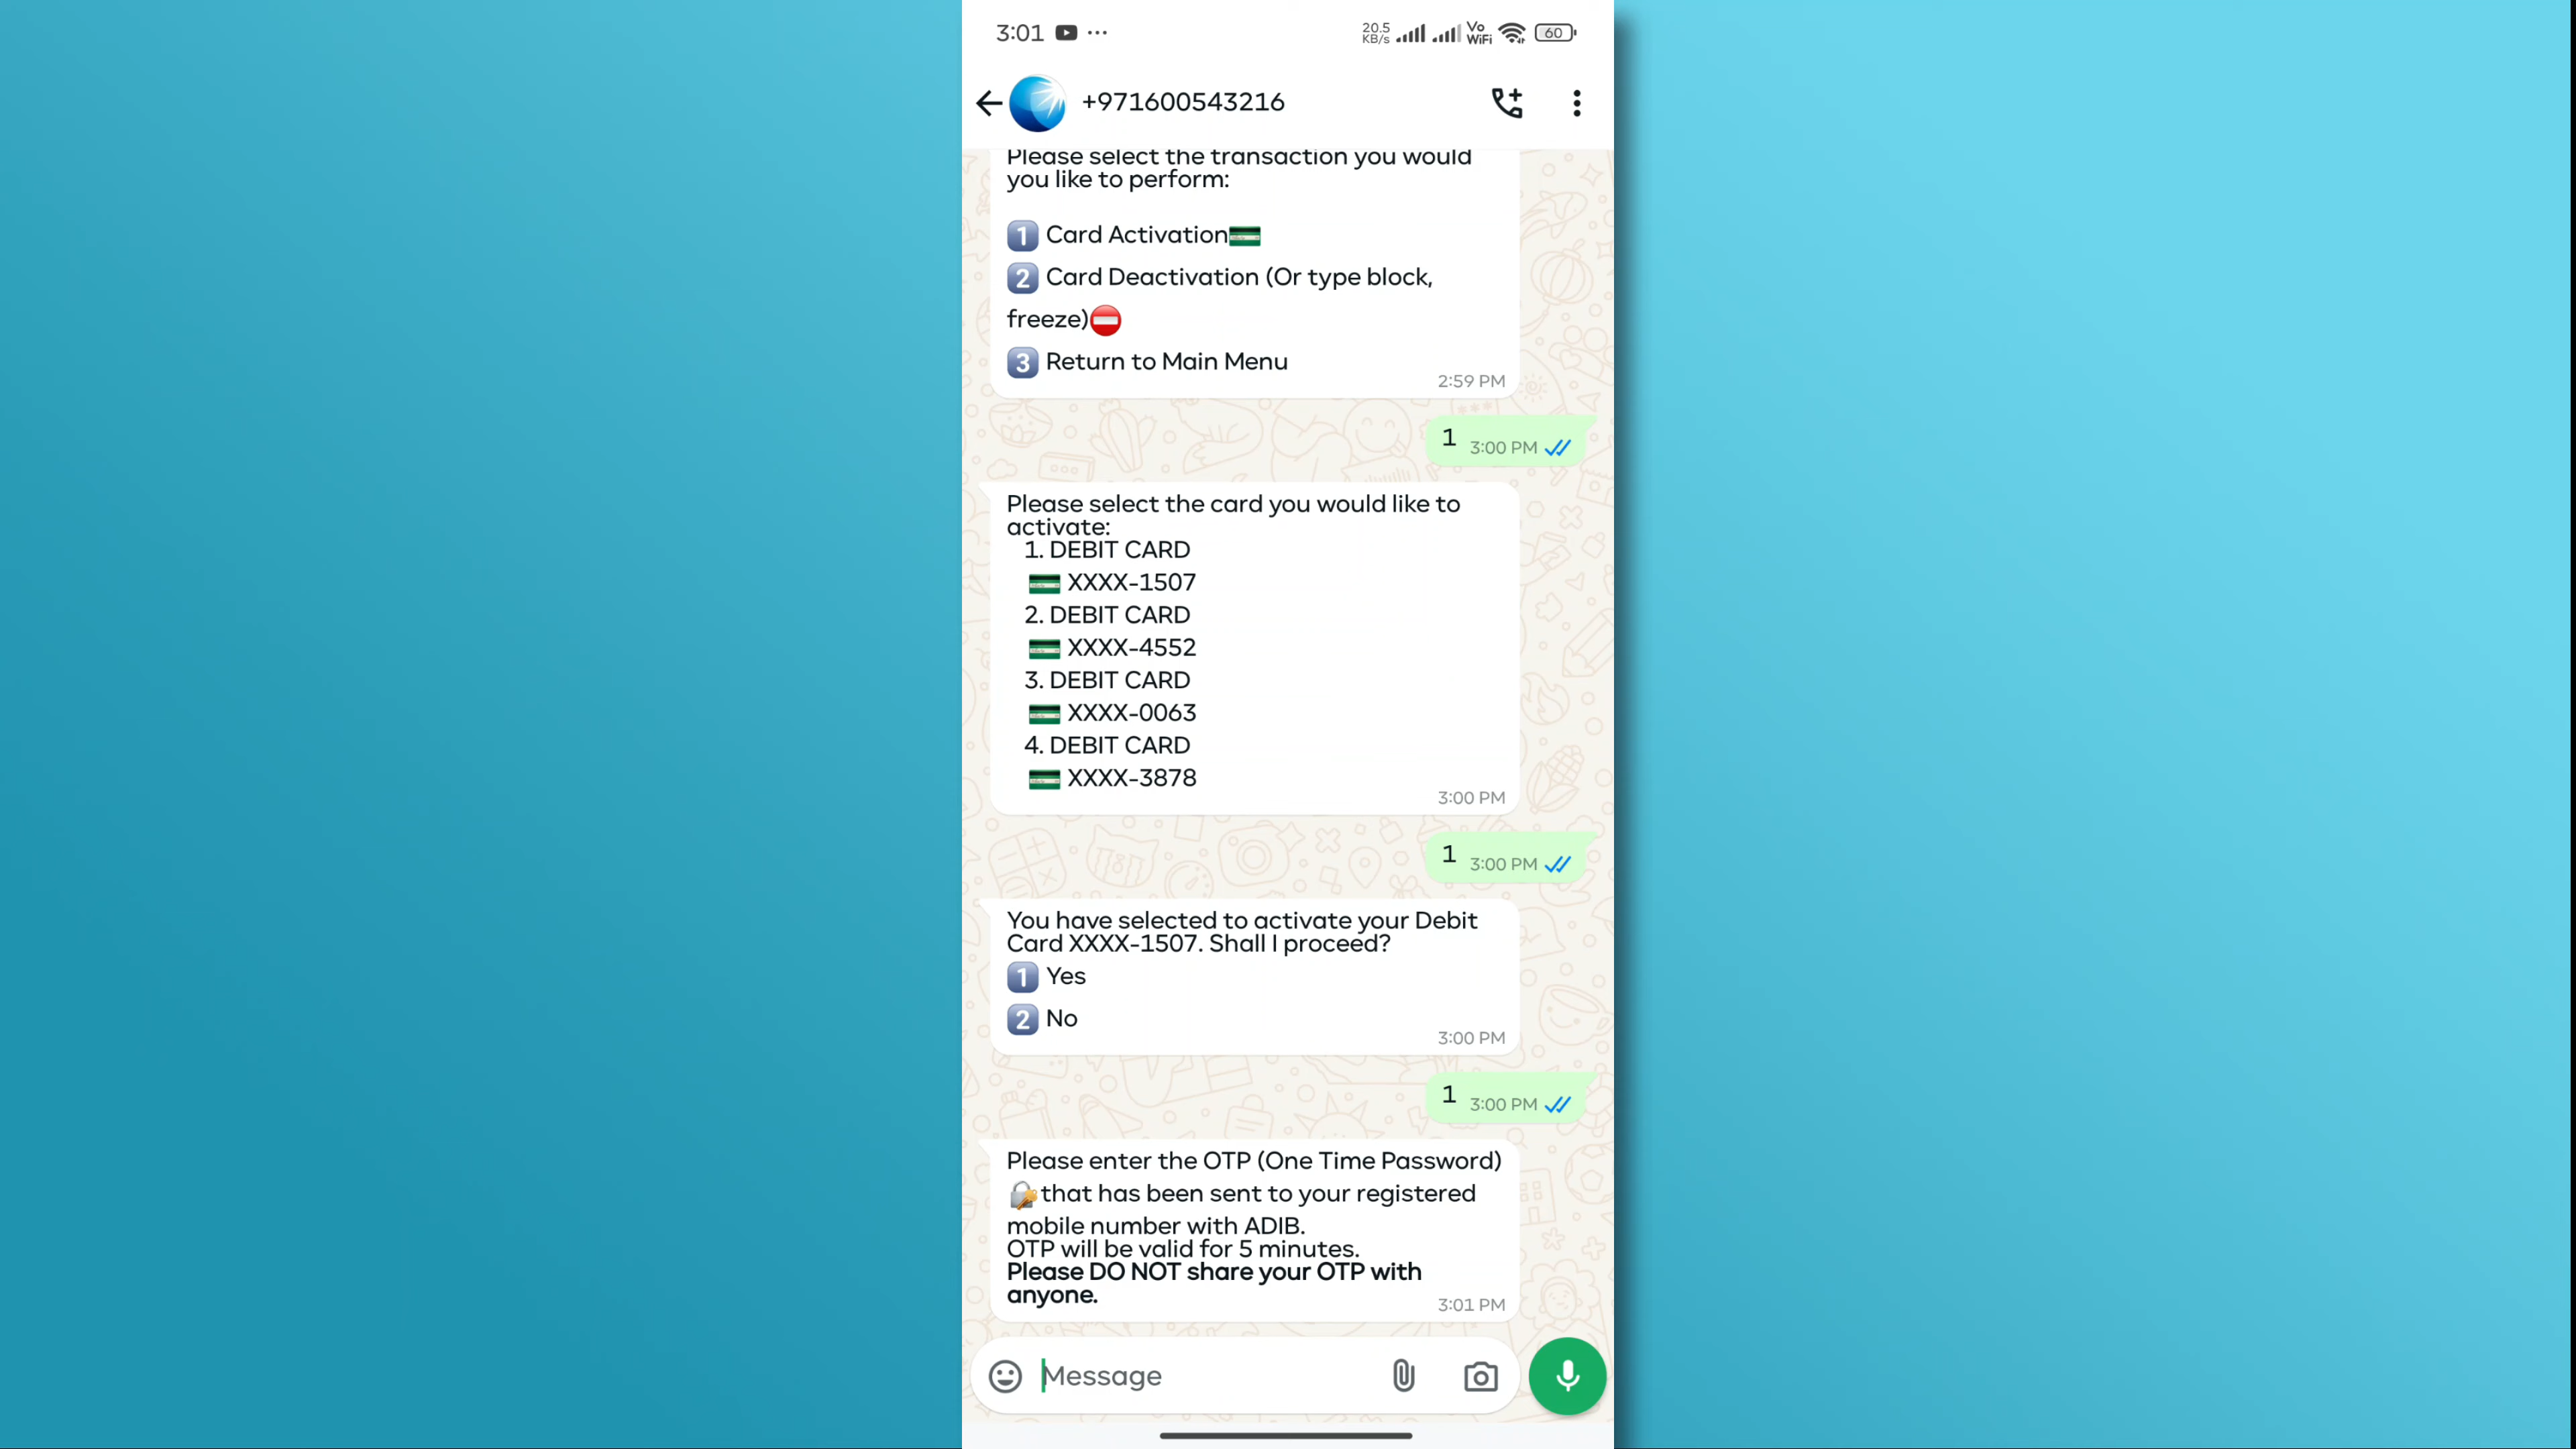 3:01
20.5 KB/s
Vo WiFi
60
+971600543216
Please select the transaction you would
you like to perform:
1 Card Activation
2 Card Deactivation (Or type block,
freeze)
3 Return to Main Menu
2:59 PM
1 3:00 PM
Please select the card you would like to
activate:
1. DEBIT CARD
XXXX-1507
2. DEBIT CARD
XXXX-4552
3. DEBIT CARD
XXXX-0063
4. DEBIT CARD
XXXX-3878
3:00 PM
1 3:00 PM
You have selected to activate your Debit
Card XXXX-1507. Shall I proceed?
1 Yes
2 No
3:00 PM
1 3:00 PM
Please enter the OTP (One Time Password)
that has been sent to your registered
mobile number with ADIB.
OTP will be valid for 5 minutes.
Please DO NOT share your OTP with
anyone.
3:01 PM
Message